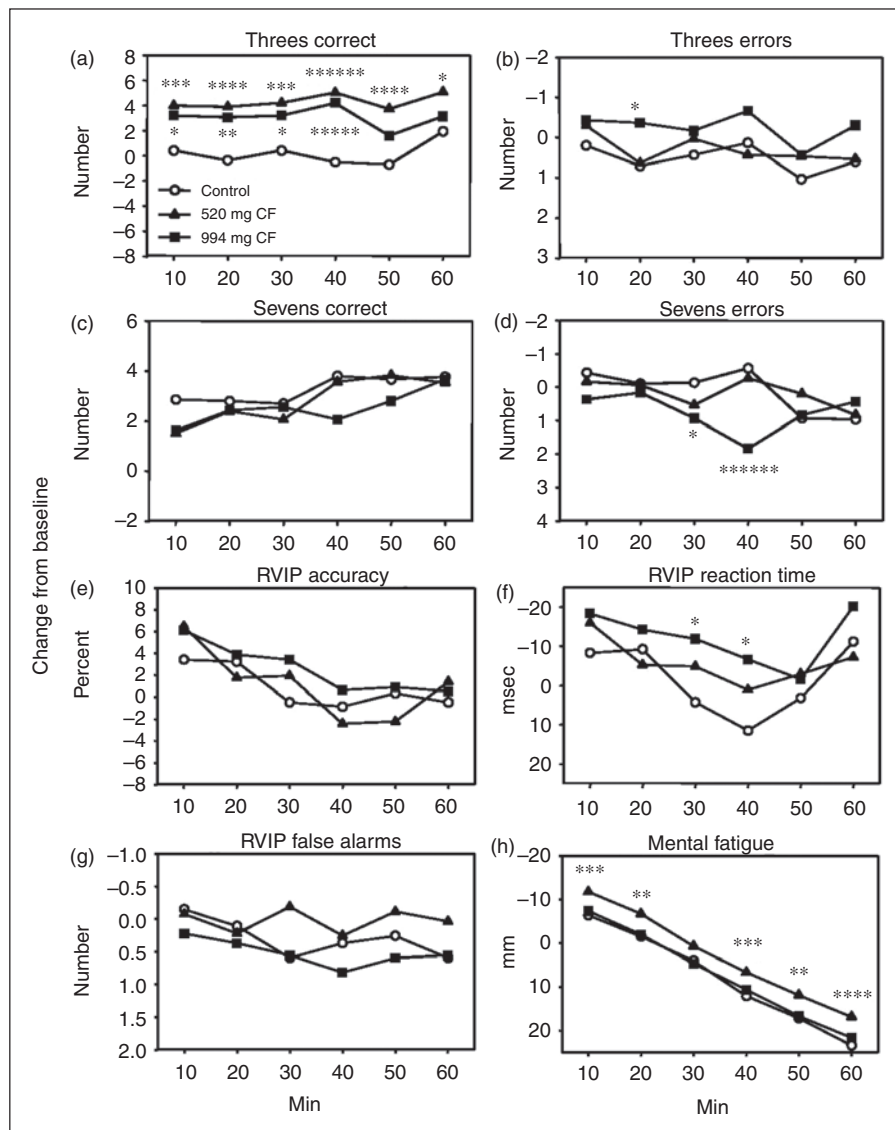 (a) Threes correct
8
6
4
2
0
–2
–4
–6
–8
Number
*** **** *** ****** **** *
* ** * *****
Control
520 mg CF
994 mg CF
10 20 30 40 50 60
(b) Threes errors
–2
–1
0
1
2
3
Number
*
10 20 30 40 50 60
(c) Sevens correct
6
4
2
0
–2
Number
10 20 30 40 50 60
(d) Sevens errors
–2
–1
0
1
2
3
4
Number
*
******
10 20 30 40 50 60
Change from baseline
(e) RVIP accuracy
10
8
6
4
2
0
–2
–4
–6
–8
Percent
10 20 30 40 50 60
(f) RVIP reaction time
–20
–10
0
10
20
msec
* *
10 20 30 40 50 60
(g) RVIP false alarms
–1.0
–0.5
0.0
0.5
1.0
1.5
2.0
Number
10 20 30 40 50 60
Min
(h) Mental fatigue
–20
–10
0
10
20
mm
*** ** *** ** ****
10 20 30 40 50 60
Min